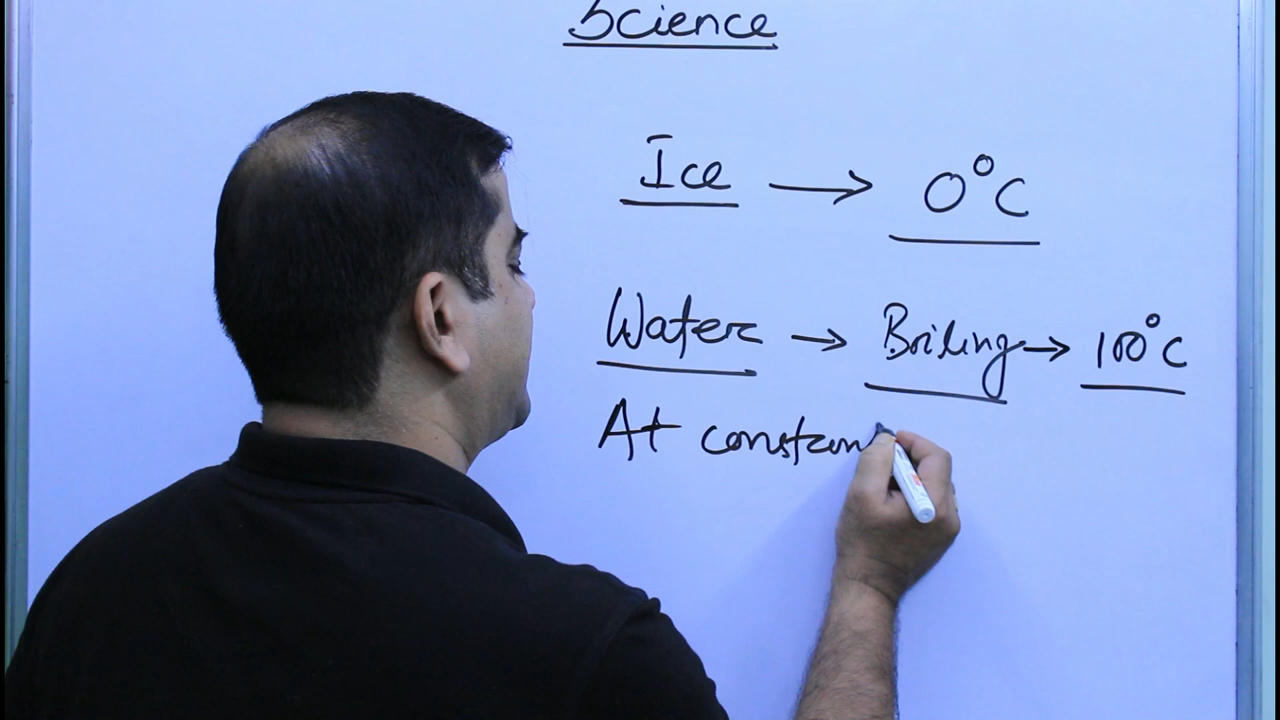 Science
Ice → 0°C
Water → Boiling → 100°C
At constan